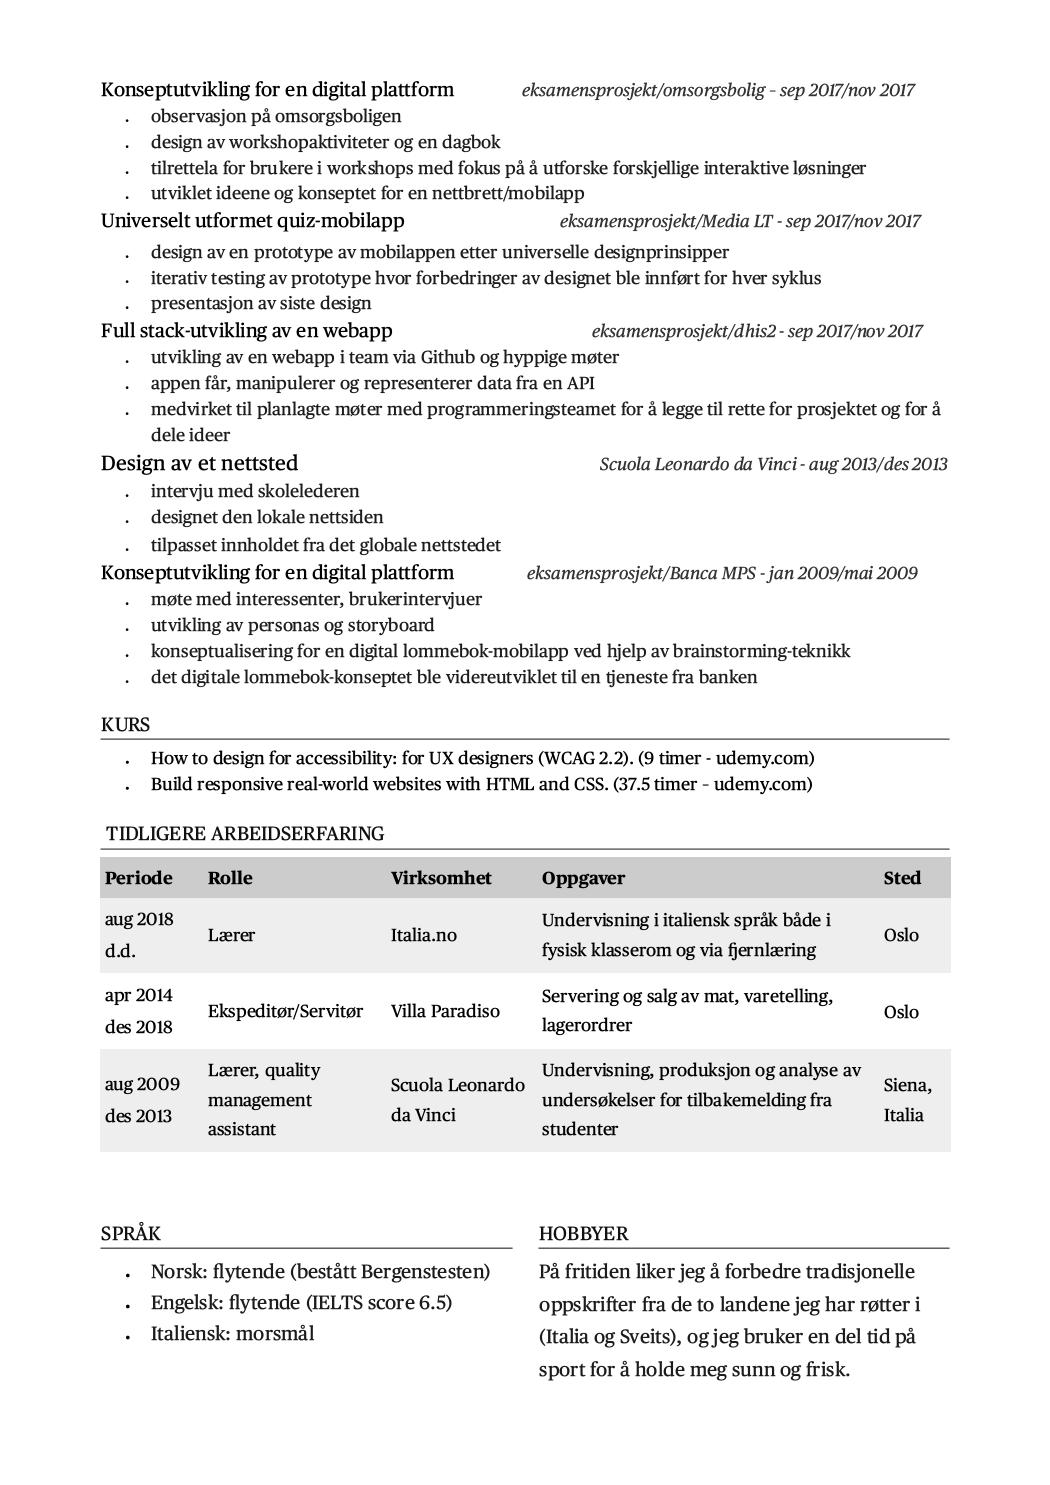 Konseptutvikling for en digital plattform eksamensprosjekt/omsorgsbolig – sep 2017/nov 2017
. observasjon på omsorgsboligen
. design av workshopaktiviteter og en dagbok
. tilrettela for brukere i workshops med fokus på å utforske forskjellige interaktive løsninger
. utviklet ideene og konseptet for en nettbrett/mobilapp
Universelt utformet quiz-mobilapp eksamensprosjekt/Media LT - sep 2017/nov 2017
. design av en prototype av mobilappen etter universelle designprinsipper
. iterativ testing av prototype hvor forbedringer av designet ble innført for hver syklus
. presentasjon av siste design
Full stack-utvikling av en webapp eksamensprosjekt/dhis2 - sep 2017/nov 2017
. utvikling av en webapp i team via Github og hyppige møter
. appen får, manipulerer og representerer data fra en API
. medvirket til planlagte møter med programmeringsteamet for å legge til rette for prosjektet og for å
dele ideer
Design av et nettsted Scuola Leonardo da Vinci - aug 2013/des 2013
. intervju med skolelederen
. designet den lokale nettsiden
. tilpasset innholdet fra det globale nettstedet
Konseptutvikling for en digital plattform eksamensprosjekt/Banca MPS - jan 2009/mai 2009
. møte med interessenter, brukerintervjuer
. utvikling av personas og storyboard
. konseptualisering for en digital lommebok-mobilapp ved hjelp av brainstorming-teknikk
. det digitale lommebok-konseptet ble videreutviklet til en tjeneste fra banken
KURS
. How to design for accessibility: for UX designers (WCAG 2.2). (9 timer - udemy.com)
. Build responsive real-world websites with HTML and CSS. (37.5 timer – udemy.com)
TIDLIGERE ARBEIDSERFARING
Periode Rolle Virksomhet Oppgaver Sted
aug 2018
d.d.
Lærer
Italia.no
Undervisning i italiensk språk både i
fysisk klasserom og via fjernlæring
Oslo
apr 2014
des 2018
Ekspeditør/Servitør
Villa Paradiso
Servering og salg av mat, varetelling,
lagerordrer
Oslo
aug 2009
des 2013
Lærer, quality
management
assistant
Scuola Leonardo
da Vinci
Undervisning, produksjon og analyse av
undersøkelser for tilbakemelding fra
studenter
Siena,
Italia
SPRÅK
. Norsk: flytende (bestått Bergenstesten)
. Engelsk: flytende (IELTS score 6.5)
. Italiensk: morsmål
HOBBYER
På fritiden liker jeg å forbedre tradisjonelle
oppskrifter fra de to landene jeg har røtter i
(Italia og Sveits), og jeg bruker en del tid på
sport for å holde meg sunn og frisk.